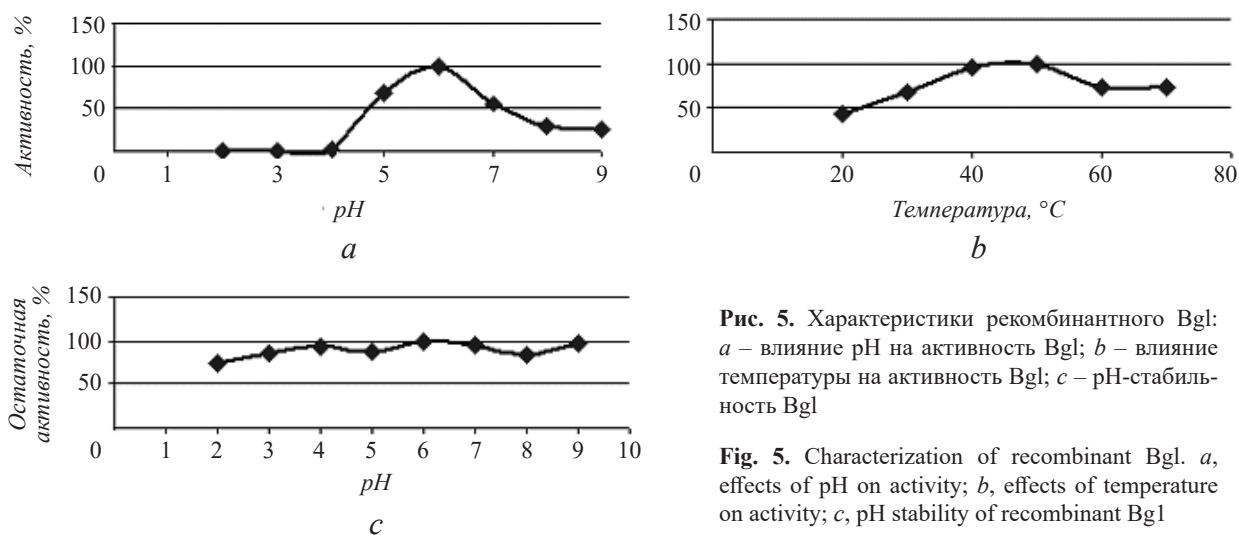 Активность, %
150
100
50
0 1 3 5 7 9
pH
a
150
100
50
0 20 40 60 80
Температура, °C
b
Остаточная
активность, %
150
100
50
0 1 2 3 4 5 6 7 8 9 10
pH
c
Рис. 5. Характеристики рекомбинантного Bgl:
a – влияние pH на активность Bgl; b – влияние
температуры на активность Bgl; c – pH-стабиль-
ность Bgl
Fig. 5. Characterization of recombinant Bgl. a,
effects of pH on activity; b, effects of temperature
on activity; c, pH stability of recombinant Bg1